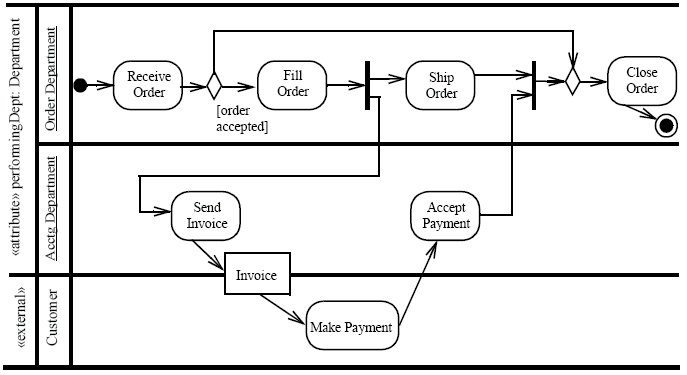 «attribute» performingDept: Department
Order Department
Receive
Order
[order
accepted]
Fill
Order
Ship
Order
Close
Order
Acctg Department
Send
Invoice
Accept
Payment
Invoice
«external»
Customer
Make Payment